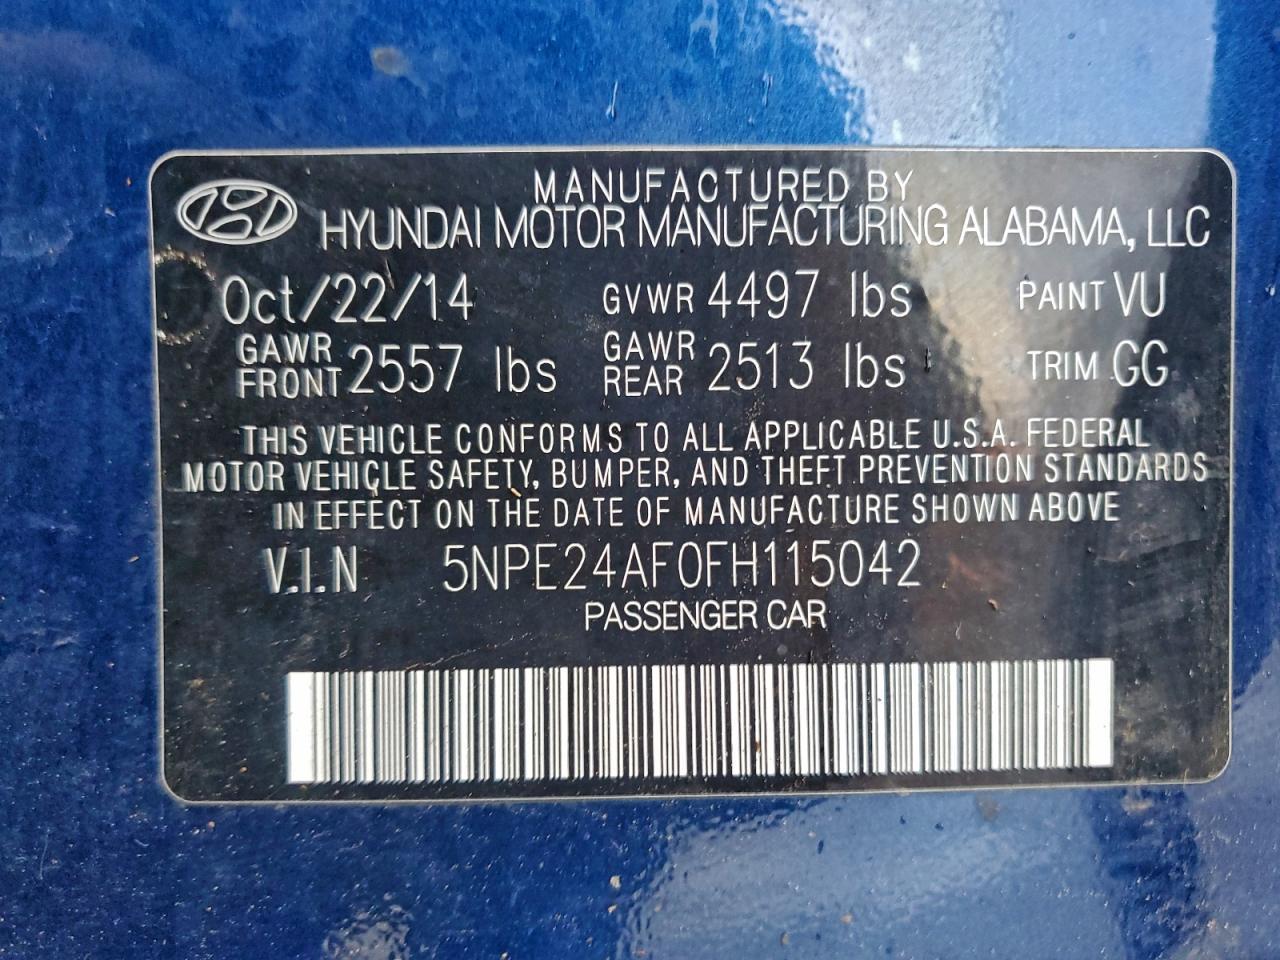 MANUFACTURED BY
HYUNDAI MOTOR MANUFACTURING ALABAMA, LLC
Oct/22/14 GVWR 4497 lbs PAINT VU
GAWR FRONT 2557 lbs GAWR REAR 2513 lbs TRIM GG
THIS VEHICLE CONFORMS TO ALL APPLICABLE U.S.A. FEDERAL
MOTOR VEHICLE SAFETY, BUMPER, AND THEFT PREVENTION STANDARDS
IN EFFECT ON THE DATE OF MANUFACTURE SHOWN ABOVE
V.I.N 5NPE24AF0FH115042
PASSENGER CAR